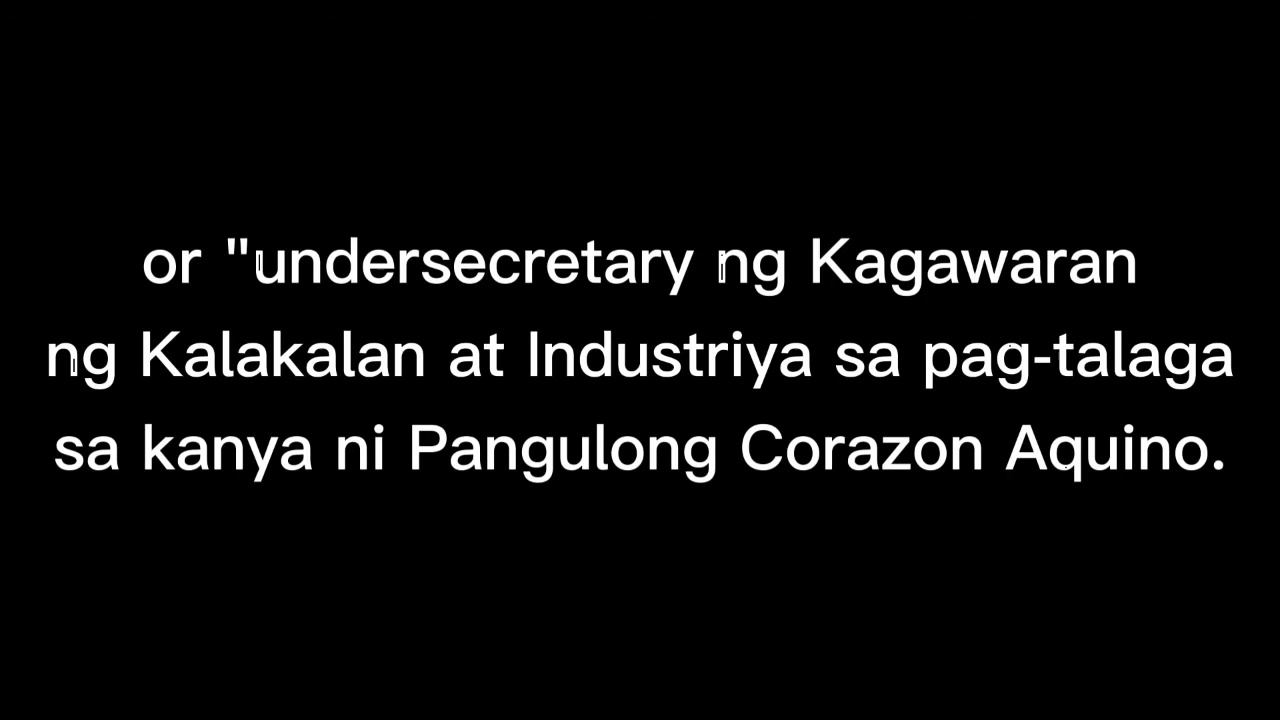 or "undersecretary ng Kagawaran
ng Kalakalan at Industriya sa pag-talaga
sa kanya ni Pangulong Corazon Aquino.